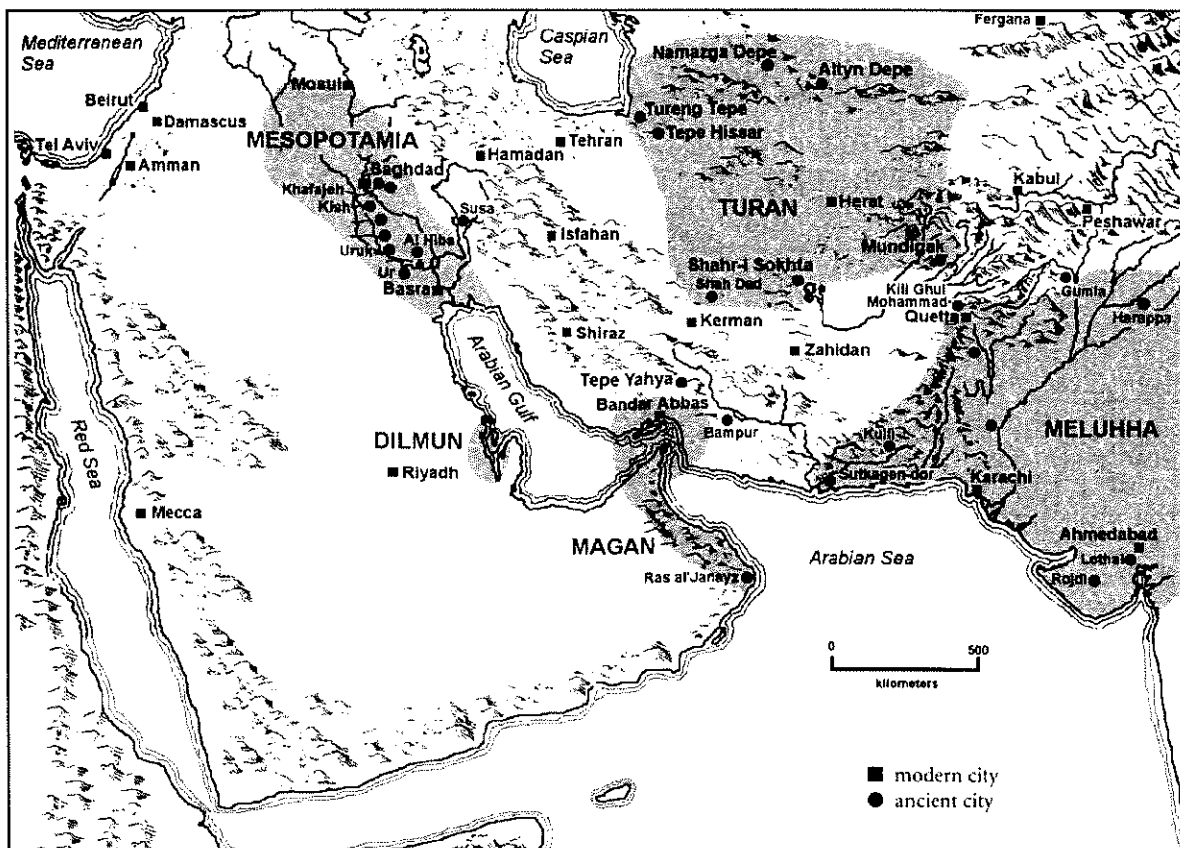 Mediterranean
Sea
Caspian
Sea
Fergana
Namazga Depe
Altyn Depe
Mosul
Beirut
Damascus
Tureng Tepe
Tepe Hissar
MESOPOTAMIA
Tel Aviv
Amman
Tehran
Hamadan
Baghdad
Khafajeh
Kish
Susa
Kabul
Peshawar
Herat
TURAN
Isfahan
Uruk
Al Hiba
Mundigak
Ur
Basra
Shahr-i Sokhta
Shah Dad
Kili Ghul
Mohammad
Gumla
Quetta
Harappa
Kerman
Shiraz
Zahidan
Arabian Gulf
Tepe Yahya
Bandar Abbas
Bampur
Red Sea
DILMUN
Riyadh
Kulli
MELUHHA
Sutkagen-dor
Karachi
Mecca
MAGAN
Arabian Sea
Ahmedabad
Lothal
Ras al'Janayz
Rojdi
0
500
kilometers
modern city
ancient city